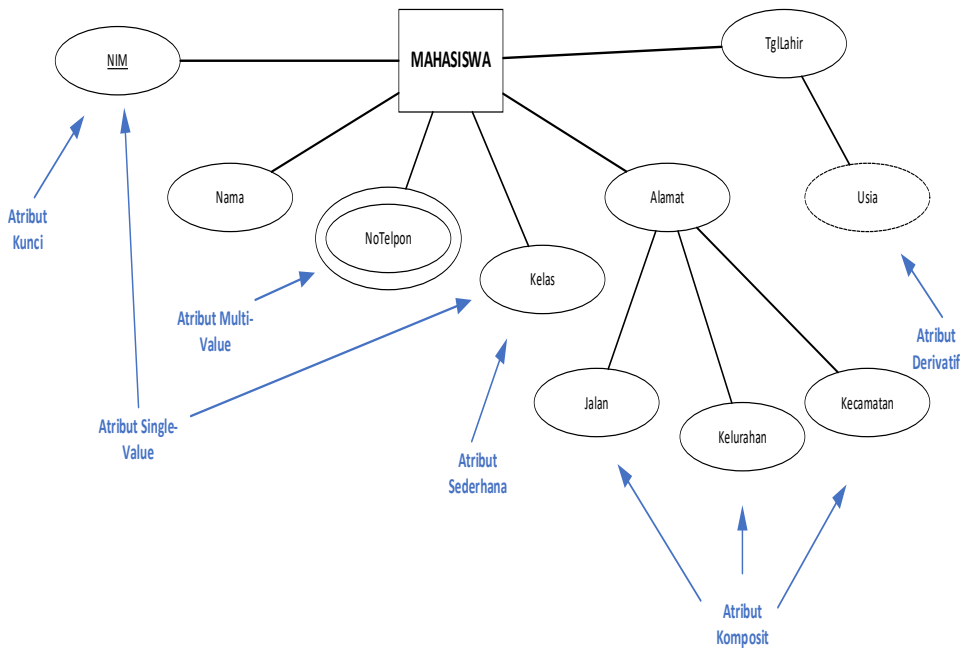 NIM
MAHASISWA
TglLahir
Nama
NoTelpon
Kelas
Alamat
Usia
Atribut
Kunci
Atribut Multi-
Value
Atribut
Derivatif
Jalan
Kelurahan
Kecamatan
Atribut Single-
Value
Atribut
Sederhana
Atribut
Komposit